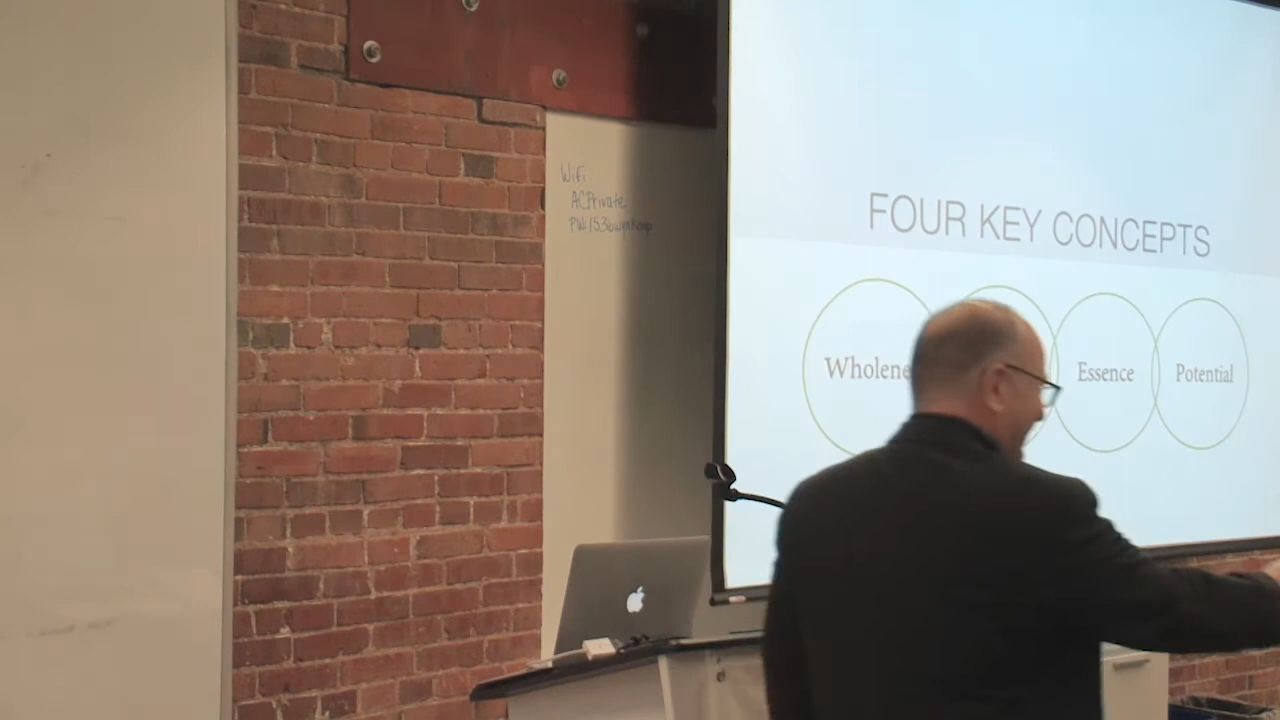 Wifi
ACPrivate
FOUR KEY CONCEPTS
Essence
Potential